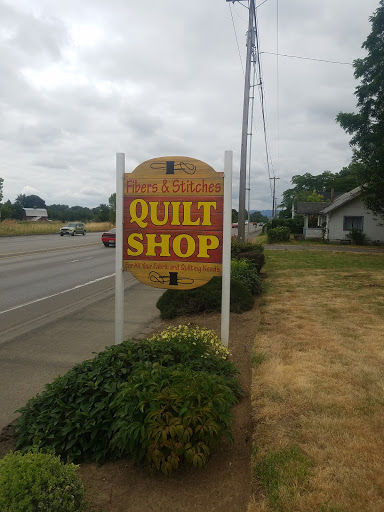 Fibers & Stitches
QUILT
SHOP
For All Your Fabric and Quilting Needs